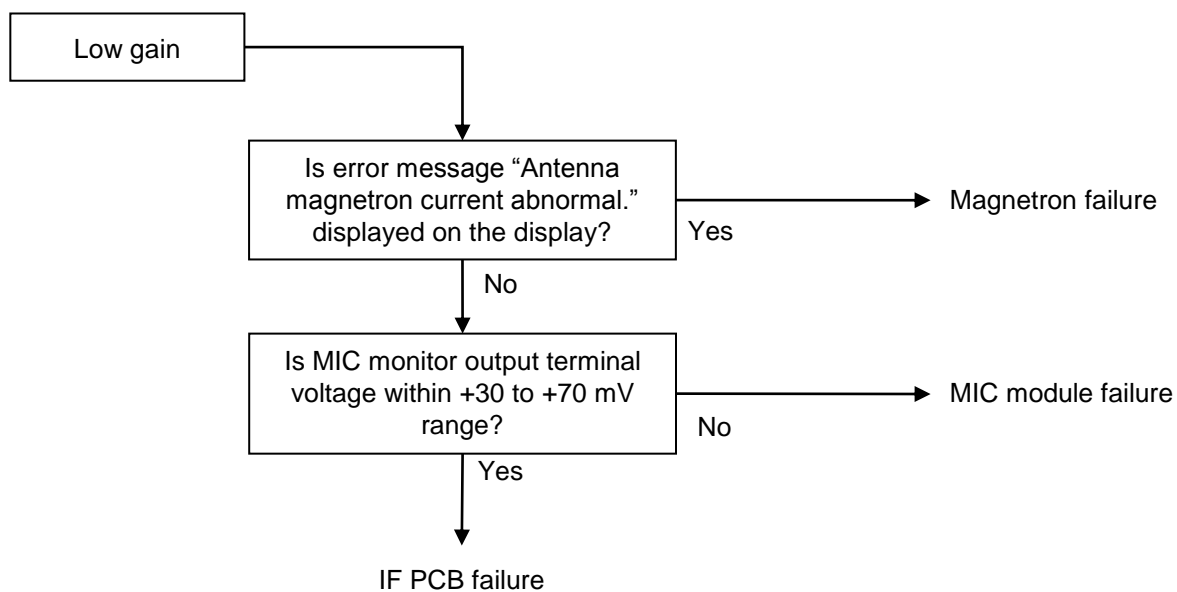 Low gain
Is error message “Antenna
magnetron current abnormal.”
displayed on the display?
Yes
Magnetron failure
No
Is MIC monitor output terminal
voltage within +30 to +70 mV
range?
No
MIC module failure
Yes
IF PCB failure